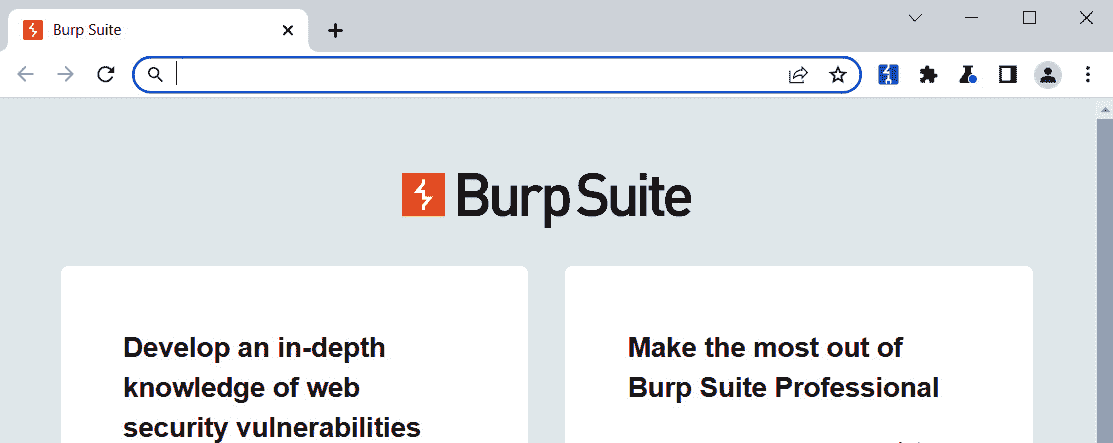 Burp Suite
Burp Suite
Develop an in-depth
knowledge of web
security vulnerabilities
Make the most out of
Burp Suite Professional